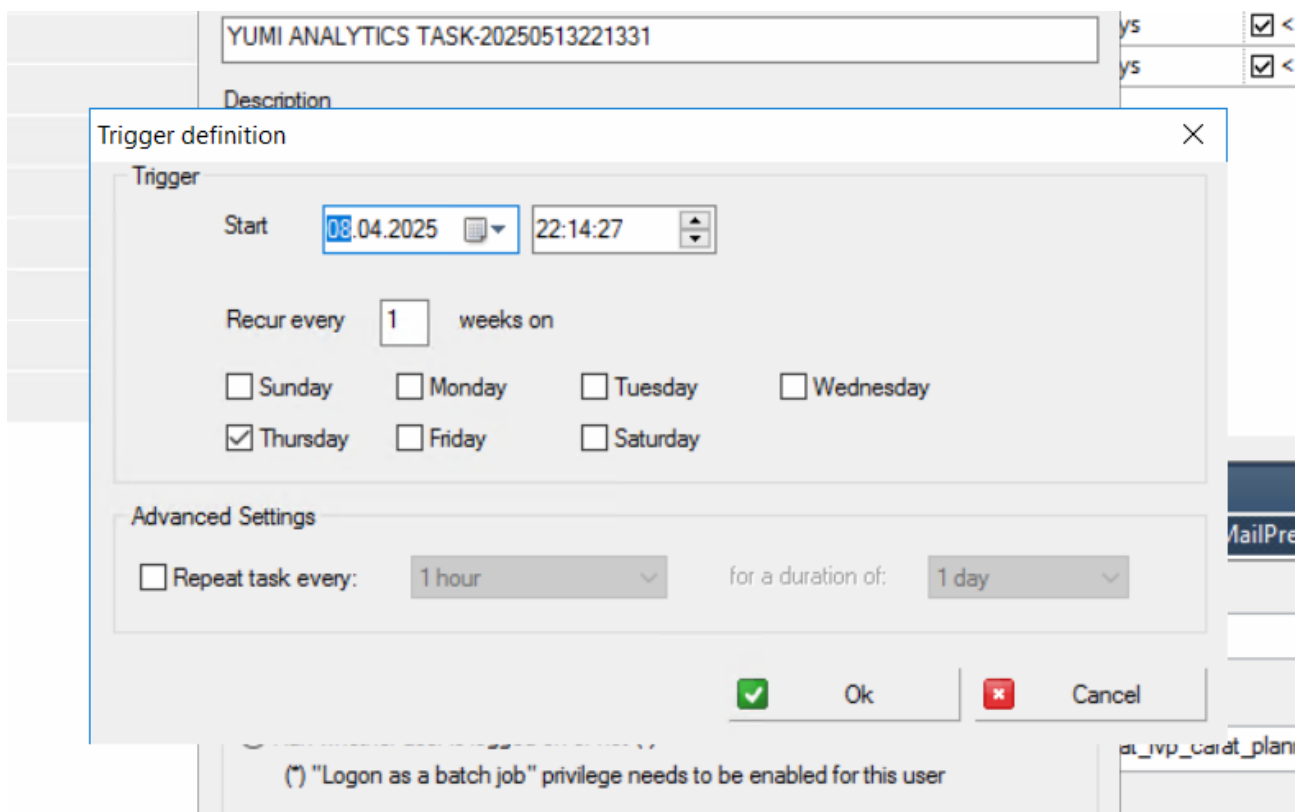 YUMI ANALYTICS TASK-20250513221331
ys <
ys <
Description
Trigger definition
Trigger
Start 08.04.2025 22:14:27
Recur every 1 weeks on
Sunday Monday Tuesday Wednesday
Thursday Friday Saturday
Advanced Settings
MailPre
Repeat task every: 1 hour for a duration of: 1 day
Ok Cancel
(*) "Logon as a batch job" privilege needs to be enabled for this user